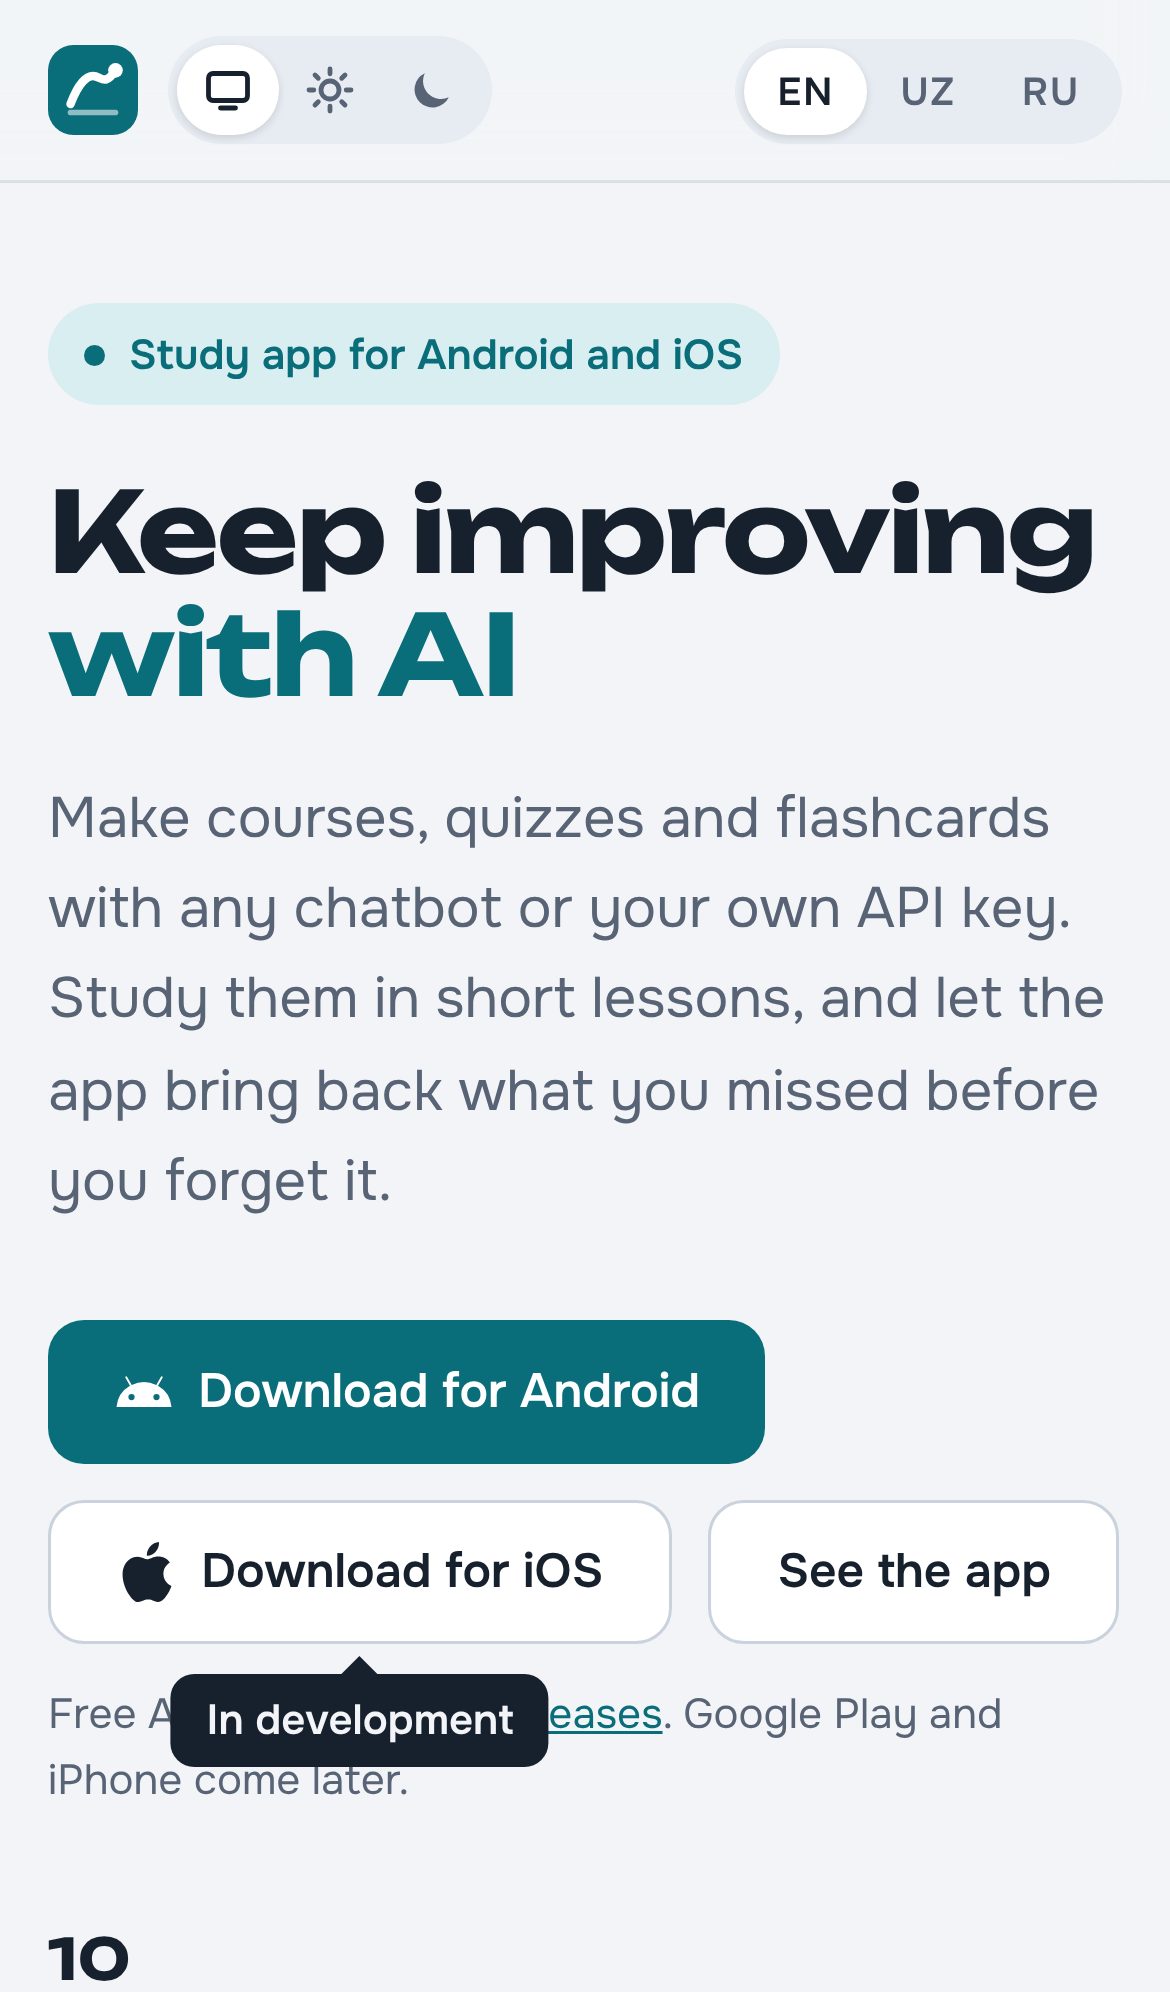 EN UZ RU
Study app for Android and iOS
Keep improving
with AI
Make courses, quizzes and flashcards
with any chatbot or your own API key.
Study them in short lessons, and let the
app bring back what you missed before
you forget it.
Download for Android
Download for iOS
See the app
In development
Free eases. Google Play and
iPhone come later.
10